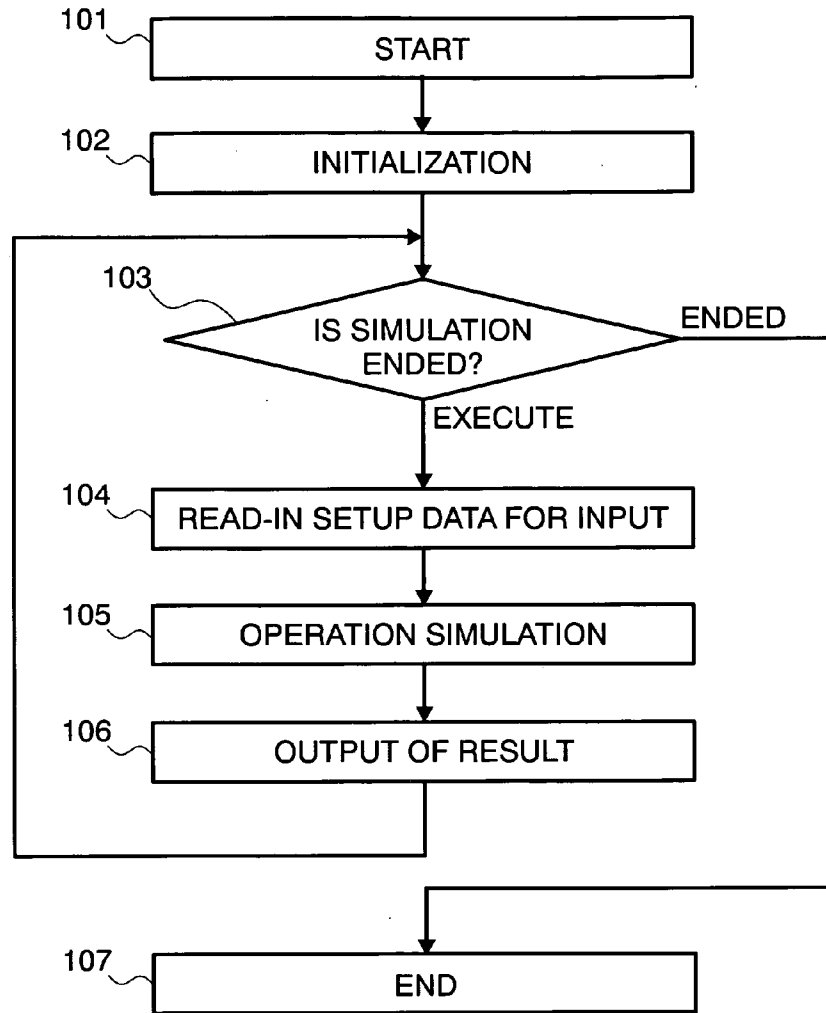 101
START
102
INITIALIZATION
103
IS SIMULATION
ENDED?
ENDED
EXECUTE
104
READ-IN SETUP DATA FOR INPUT
105
OPERATION SIMULATION
106
OUTPUT OF RESULT
107
END